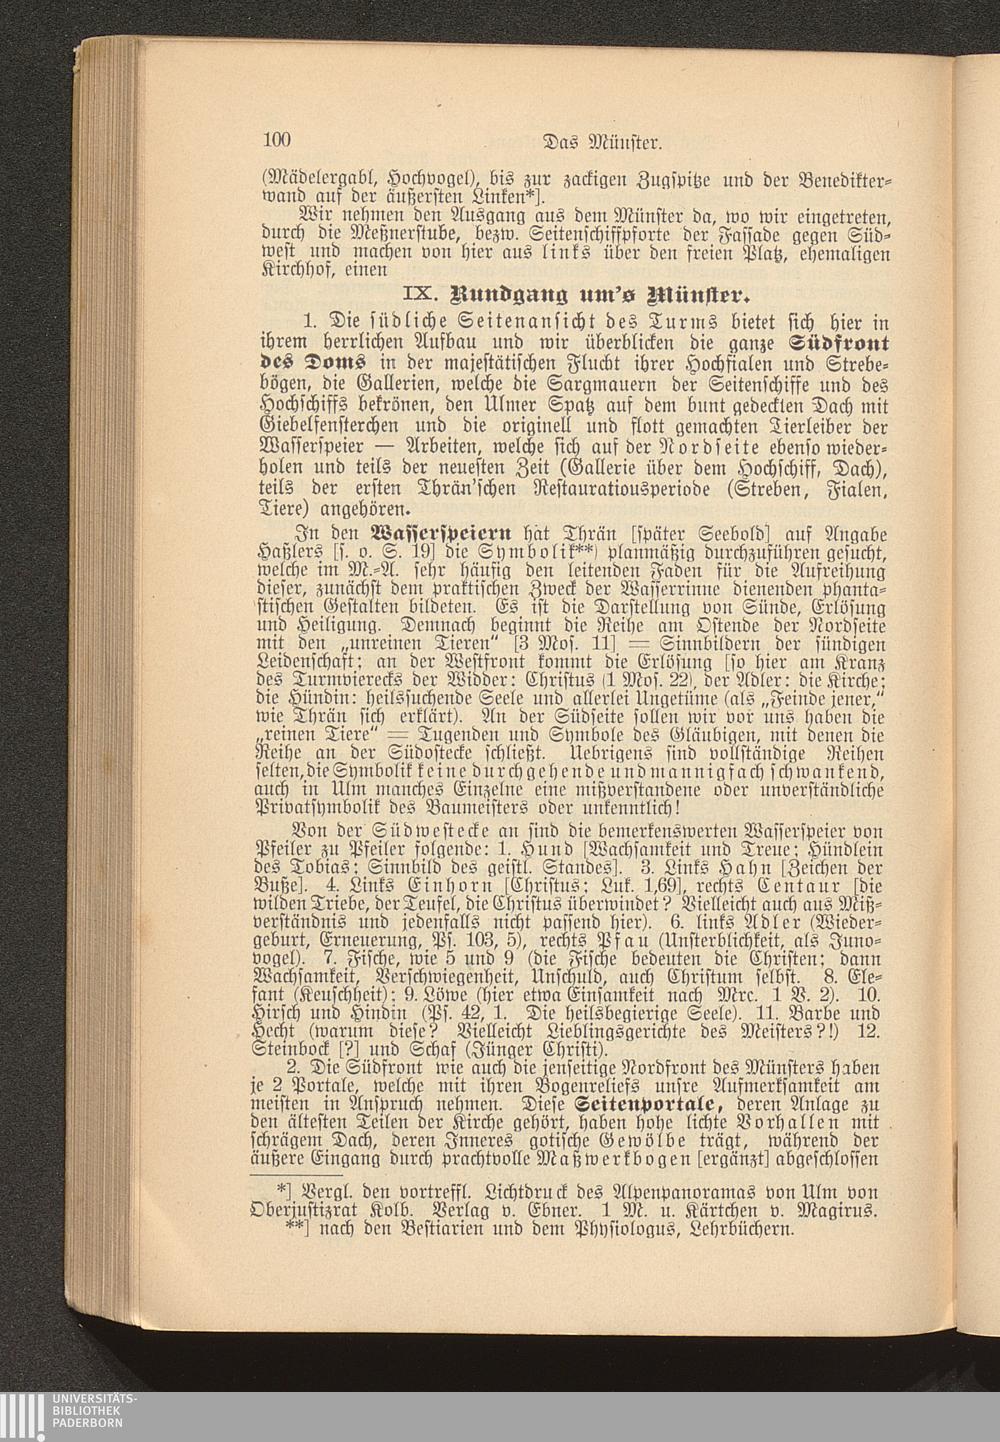 100 Das Münster.
(Mädelergabl, Hochvogel), bis zur zackigen Zugspitze und der Benedikter-
wand auf der äußersten Linken*].
Wir nehmen den Ausgang aus dem Münster da, wo wir eingetreten,
durch die Meßnerstube, bezw. Seitenschiffpforte der Fassade gegen Süd-
west und machen von hier aus links über den freien Platz, ehemaligen
Kirchhof, einen
IX. Rundgang um's Münster.
1. Die südliche Seitenansicht des Turms bietet sich hier in
ihrem herrlichen Aufbau und wir überblicken die ganze Südfront
des Doms in der majestätischen Flucht ihrer Hochfialen und Strebe-
bögen, die Gallerien, welche die Sargmauern der Seitenschiffe und des
Hochschiffs bekrönen, den Ulmer Spatz auf dem bunt gedeckten Dach mit
Giebelfensterchen und die originell und flott gemachten Tierleiber der
Wasserspeier — Arbeiten, welche sich auf der Nordseite ebenso wieder-
holen und teils der neuesten Zeit (Gallerie über dem Hochschiff, Dach),
teils der ersten Thrän'schen Restaurationsperiode (Streben, Fialen,
Tiere) angehören.
In den Wasserspeiern hat Thrän [später Seebold] auf Angabe
Haßlers [s. o. S. 19] die Symbolik**) planmäßig durchzuführen gesucht,
welche im M.-A. sehr häufig den leitenden Faden für die Aufreihung
dieser, zunächst dem praktischen Zweck der Wasserrinne dienenden phanta-
stischen Gestalten bildeten. Es ist die Darstellung von Sünde, Erlösung
und Heiligung. Demnach beginnt die Reihe am Ostende der Nordseite
mit den „unreinen Tieren“ [3 Mos. 11] = Sinnbildern der sündigen
Leidenschaft; an der Westfront kommt die Erlösung [so hier am Kranz
des Turmvierecks der Widder: Christus (1 Mos. 22), der Adler: die Kirche;
die Hündin: heilssuchende Seele und allerlei Ungetüme (als „Feinde jener,“
wie Thrän sich erklärt). An der Südseite sollen wir vor uns haben die
„reinen Tiere“ = Tugenden und Symbole des Gläubigen, mit denen die
Reihe an der Südostecke schließt. Uebrigens sind vollständige Reihen
selten, die Symbolik keine durchgehende und mannigfach schwankend,
auch in Ulm manches Einzelne eine mißverstandene oder unverständliche
Privatsymbolik des Baumeisters oder unkenntlich!
Von der Südwestecke an sind die bemerkenswerten Wasserspeier von
Pfeiler zu Pfeiler folgende: 1. Hund [Wachsamkeit und Treue; Hündlein
des Tobias; Sinnbild des geistl. Standes]. 3. Links Hahn [Zeichen der
Buße]. 4. Links Einhorn [Christus; Luk. 1,69], rechts Centaur [die
wilden Triebe, der Teufel, die Christus überwindet? Vielleicht auch aus Miß-
verständnis und jedenfalls nicht passend hier). 6. links Adler (Wieder-
geburt, Erneuerung, Ps. 103, 5), rechts Pfau (Unsterblichkeit, als Juno-
vogel). 7. Fische, wie 5 und 9 (die Fische bedeuten die Christen; dann
Wachsamkeit, Verschwiegenheit, Unschuld, auch Christum selbst. 8. Ele-
fant (Keuschheit); 9. Löwe (hier etwa Einsamkeit nach Mrc. 1 V. 2). 10.
Hirsch und Hindin (Ps. 42, 1. Die heilsbegierige Seele). 11. Barbe und
Hecht (warum diese? Vielleicht Lieblingsgerichte des Meisters?!) 12.
Steinbock [?] und Schaf (Jünger Christi).
2. Die Südfront wie auch die jenseitige Nordfront des Münsters haben
je 2 Portale, welche mit ihren Bogenreliefs unsre Aufmerksamkeit am
meisten in Anspruch nehmen. Diese Seitenportale, deren Anlage zu
den ältesten Teilen der Kirche gehört, haben hohe lichte Vorhallen mit
schrägem Dach, deren Inneres gotische Gewölbe trägt, während der
äußere Eingang durch prachtvolle Maßwerkbogen [ergänzt] abgeschlossen
*] Vergl. den vortreffl. Lichtdruck des Alpenpanoramas von Ulm von
Oberjustizrat Kolb. Verlag v. Ebner. 1 M. u. Kärtchen v. Magirus.
**] nach den Bestiarien und dem Physiologus, Lehrbüchern.
UNIVERSITÄTS-
BIBLIOTHEK
PADERBORN